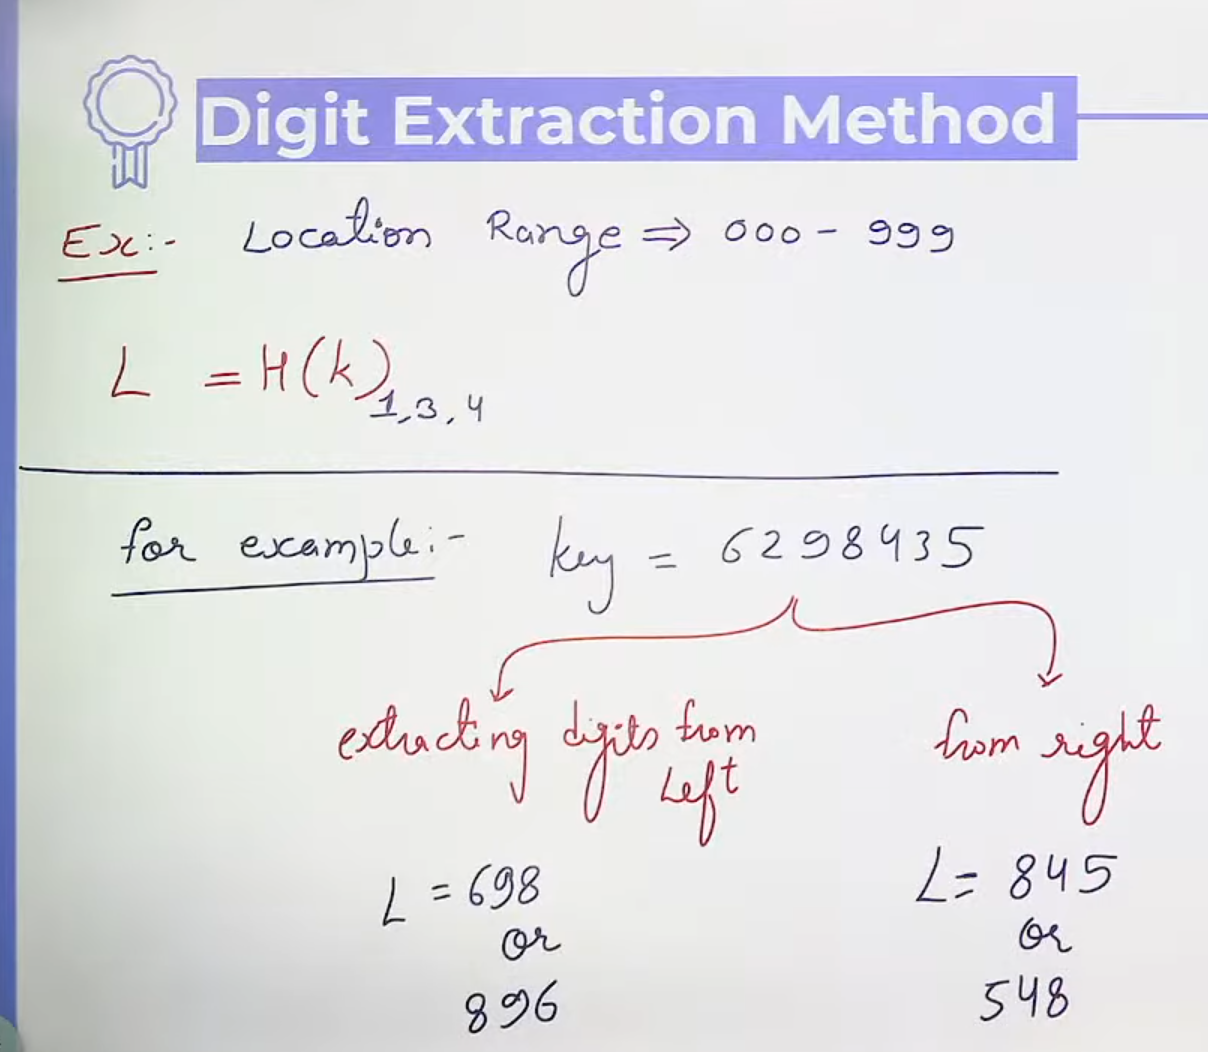 Digit Extraction Method
Ex:- Location Range ⇒ 000 - 999
L = H(k)1,3,4
for example:- key = 6298435
extracting digits from
Left
from right
L = 698
or
896
L = 845
or
548